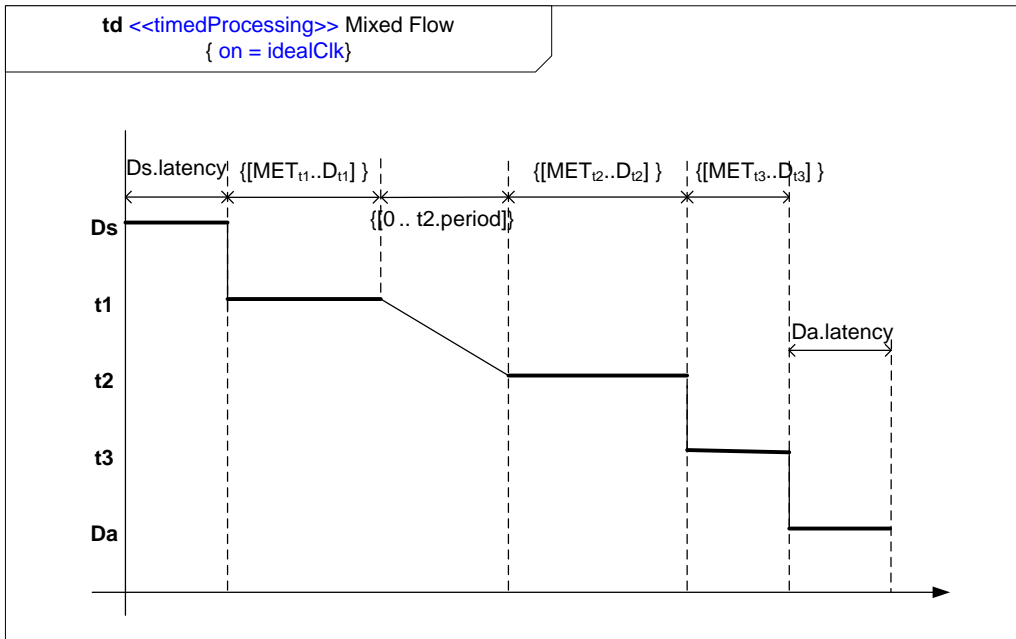 td <<timedProcessing>> Mixed Flow
{ on = idealClk}
Ds.latency {[METt1..Dt1] } {[METt2..Dt2] } {[METt3..Dt3] }
{[0 .. t2.period]}
Ds
t1
Da.latency
t2
t3
Da